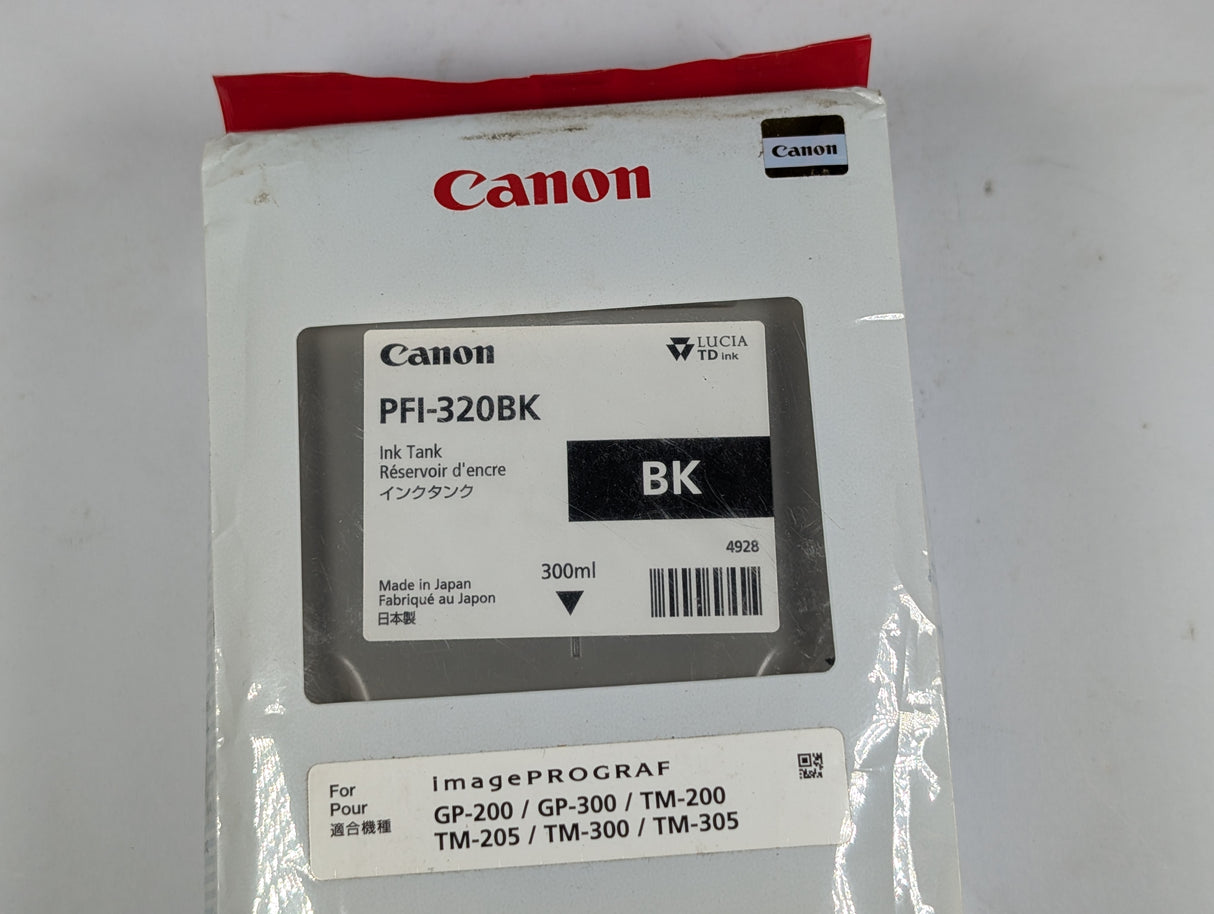 Canon
Canon
Canon
LUCIA
TD ink
PFI-320BK
Ink Tank
Réservoir d'encre
インクタンク
BK
4928
300ml
Made in Japan
Fabriqué au Japon
日本製
For
Pour
適合機種
imagePROGRAF
GP-200 / GP-300 / TM-200
TM-205 / TM-300 / TM-305